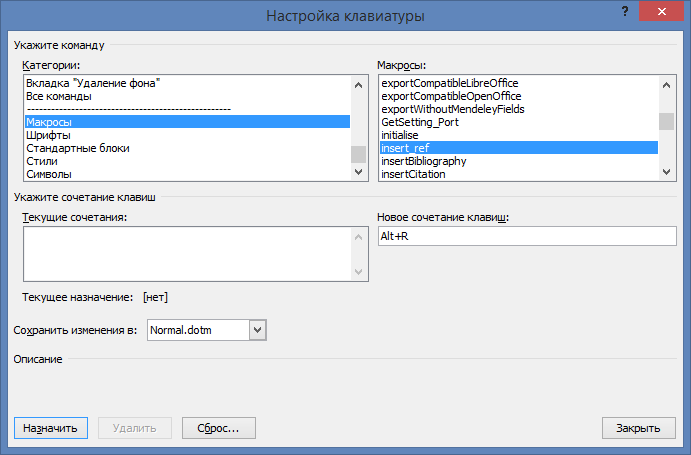 Настройка клавиатуры
?
Укажите команду
Категории:
Вкладка "Удаление фона"
Все команды
----------------------------------------------------
Макросы
Шрифты
Стандартные блоки
Стили
Символы
Макросы:
exportCompatibleLibreOffice
exportCompatibleOpenOffice
exportWithoutMendeleyFields
GetSetting_Port
initialise
insert_ref
insertBibliography
insertCitation
Укажите сочетание клавиш
Текущие сочетания:
Новое сочетание клавиш:
Alt+R
Текущее назначение: [нет]
Сохранить изменения в: Normal.dotm
Описание
Назначить
Удалить
Сброс...
Закрыть